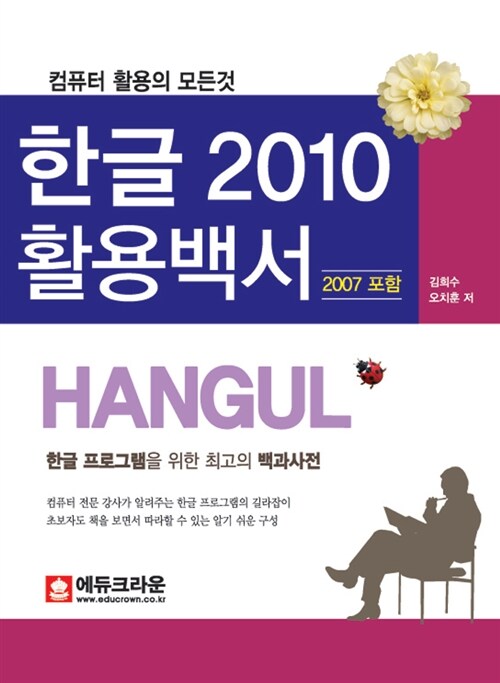 컴퓨터 활용의 모든것
한글 2010
활용백서
2007 포함
김희수
오치훈 저
HANGUL
한글 프로그램을 위한 최고의 백과사전
컴퓨터 전문 강사가 알려주는 한글 프로그램의 길라잡이
초보자도 책을 보면서 따라할 수 있는 알기 쉬운 구성
에듀크라운
www.educrown.co.kr